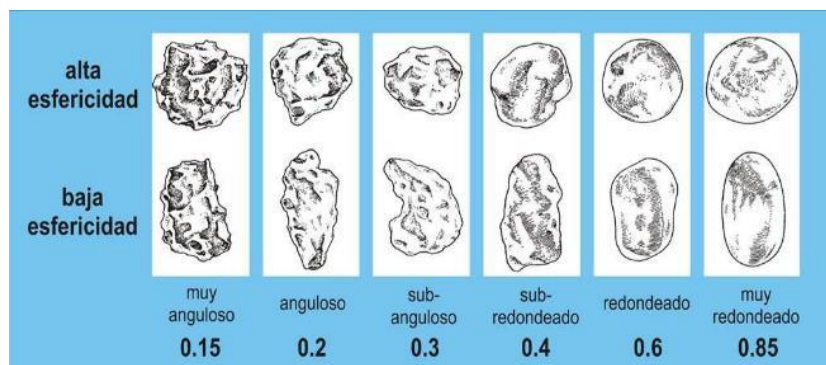 alta
esfericidad
baja
esfericidad
muy
anguloso
anguloso
sub-
anguloso
sub-
redondeado
redondeado
muy
redondeado
0.15
0.2
0.3
0.4
0.6
0.85